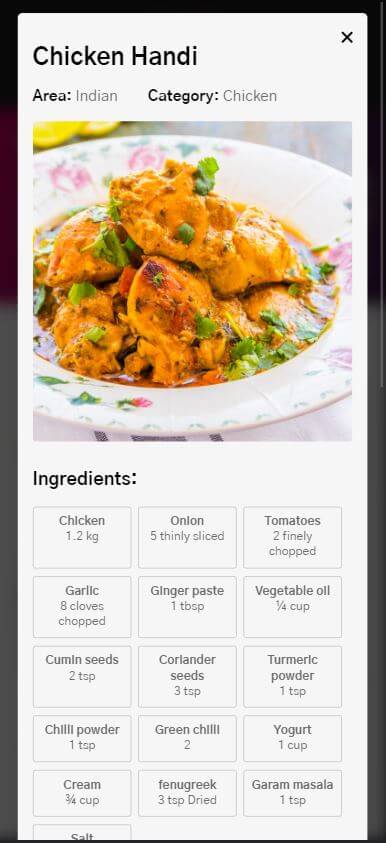 Chicken Handi
Area: Indian Category: Chicken
Ingredients:
Chicken
1.2 kg
Onion
5 thinly sliced
Tomatoes
2 finely
chopped
Garlic
8 cloves
chopped
Ginger paste
1 tbsp
Vegetable oil
¼ cup
Cumin seeds
2 tsp
Coriander
seeds
3 tsp
Turmeric
powder
1 tsp
Chilli powder
1 tsp
Green chilli
2
Yogurt
1 cup
Cream
¾ cup
fenugreek
3 tsp Dried
Garam masala
1 tsp
Salt